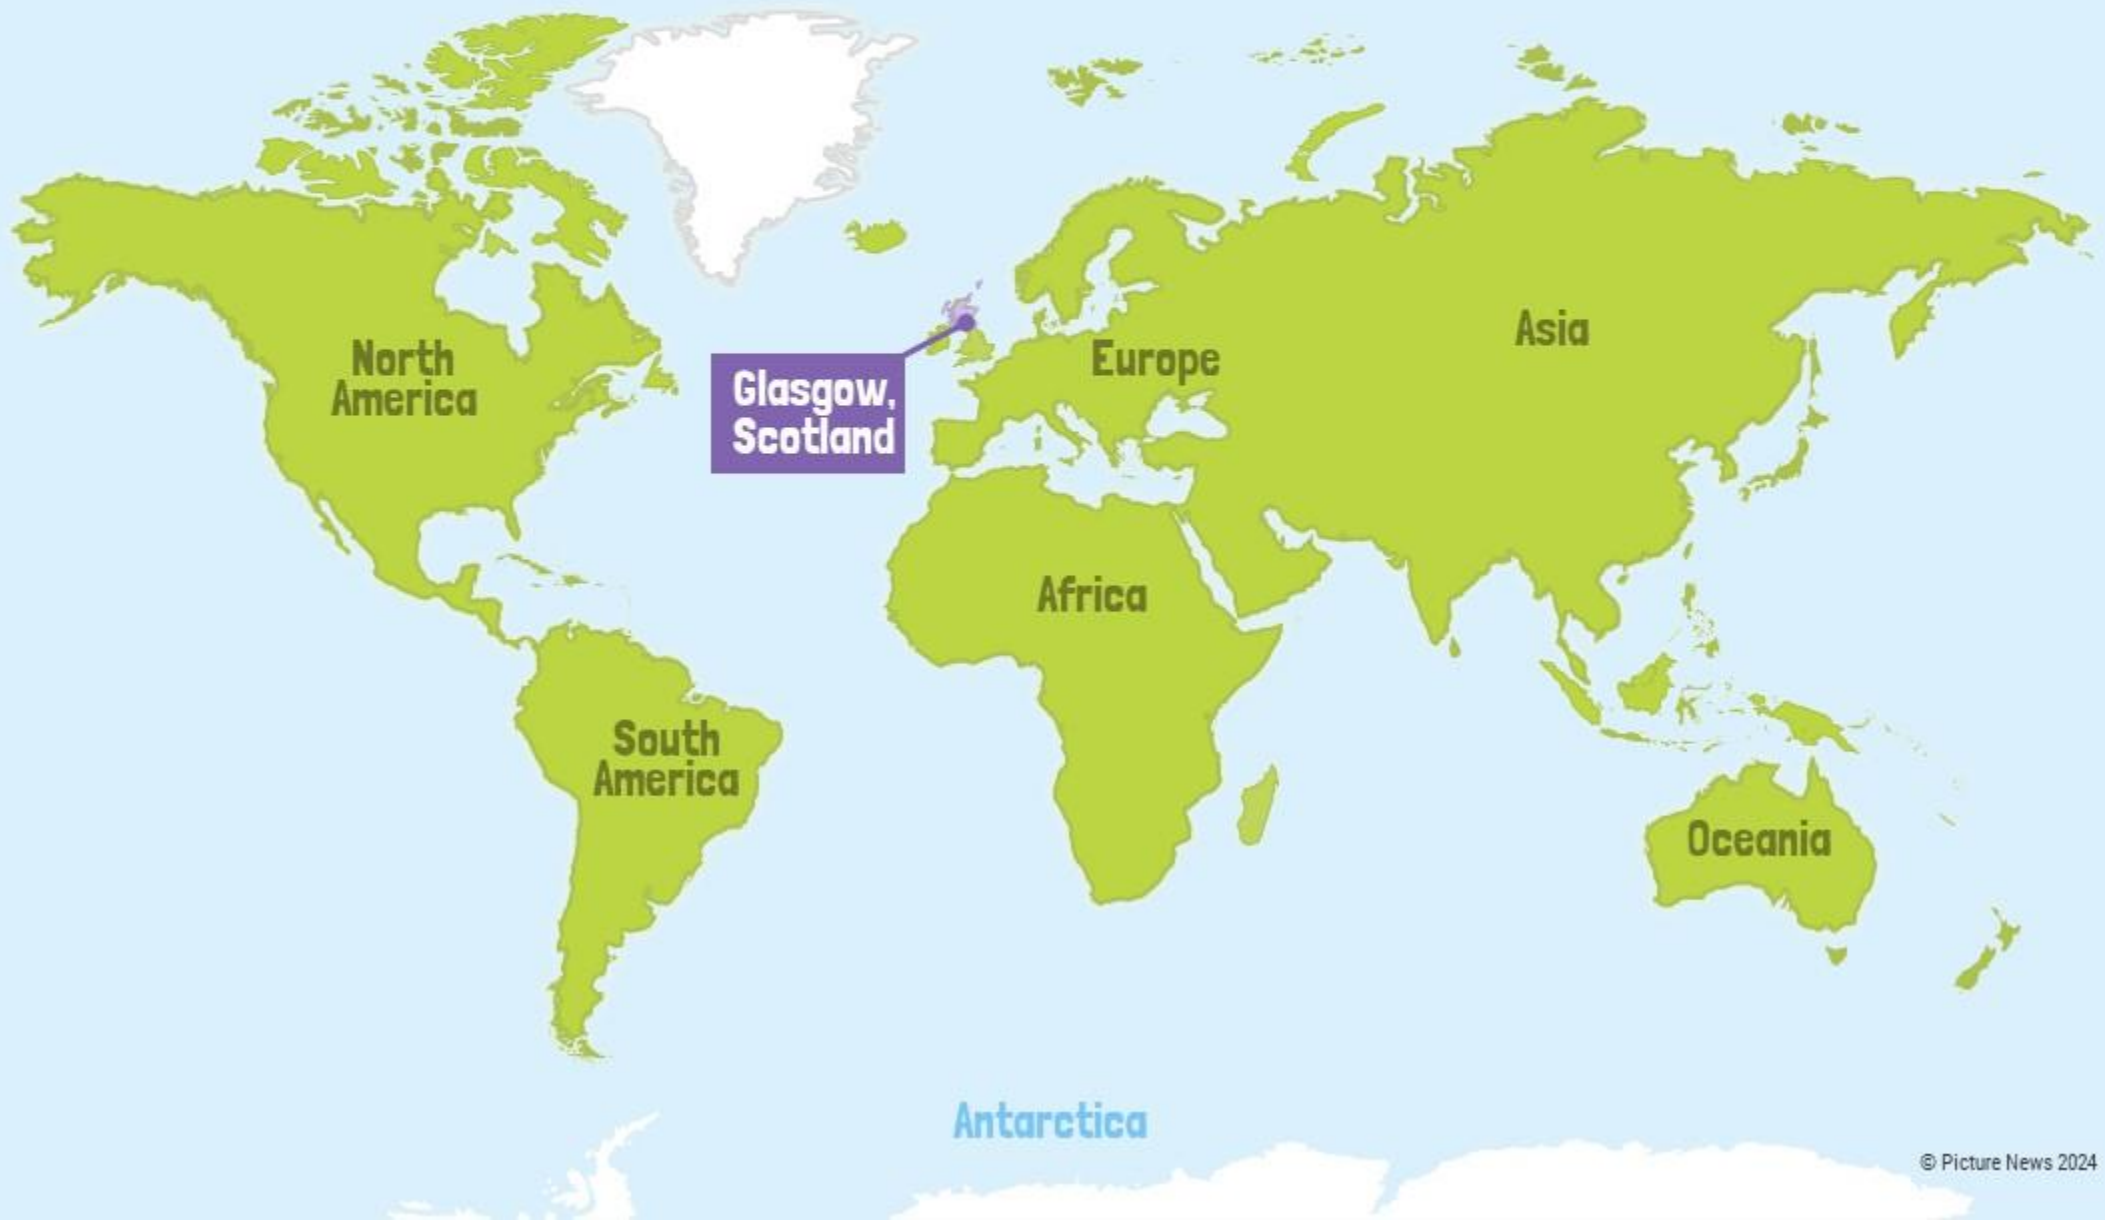 North
America
Glasgow,
Scotland
Europe
Asia
Africa
South
America
Oceania
Antarctica
© Picture News 2024